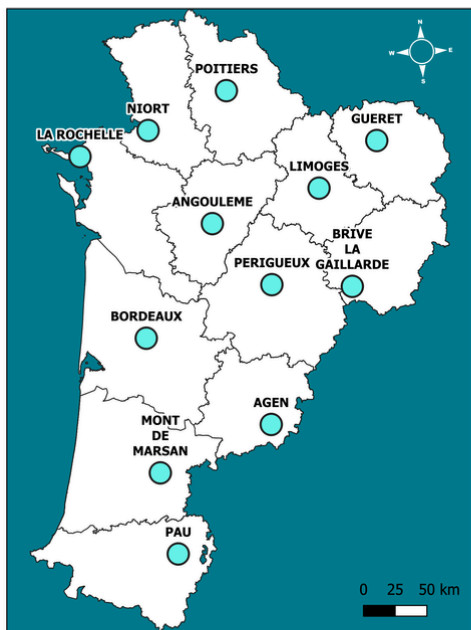 N
W E
S
POITIERS
NIORT
GUERET
LA ROCHELLE
LIMOGES
ANGOULEME
BRIVE
LA
GAILLARDE
PERIGUEUX
BORDEAUX
AGEN
MONT
DE
MARSAN
PAU
0 25 50 km